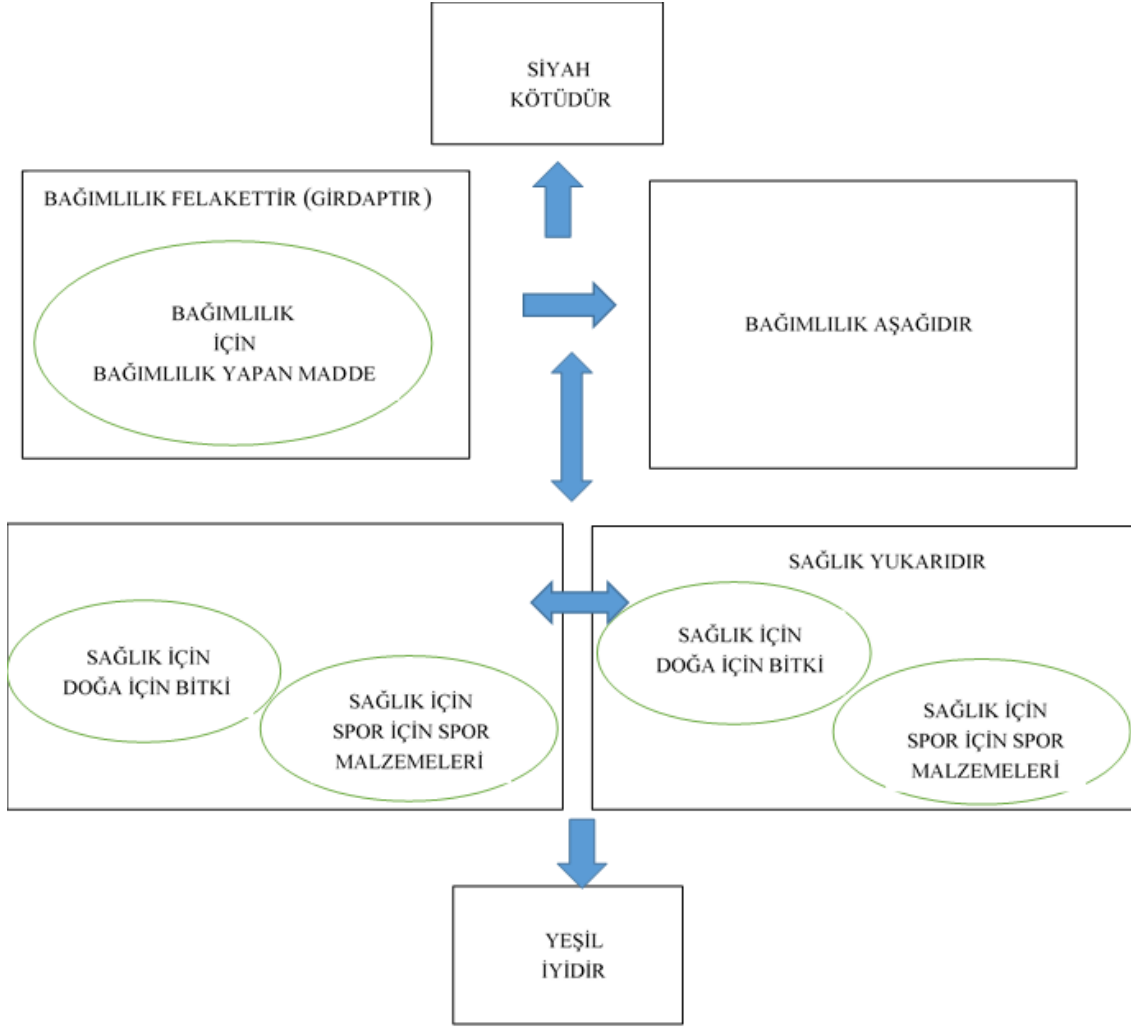 SİYAH
KÖTÜDÜR
BAĞIMLILIK FELAKETTİR (GİRDAPTIR)
BAĞIMLILIK
İÇİN
BAĞIMLILIK YAPAN MADDE
BAĞIMLILIK AŞAĞIDIR
SAĞLIK İÇİN
DOĞA İÇİN BİTKİ
SAĞLIK İÇİN
SPOR İÇİN SPOR
MALZEMELERİ
SAĞLIK YUKARIDIR
SAĞLIK İÇİN
DOĞA İÇİN BİTKİ
SAĞLIK İÇİN
SPOR İÇİN SPOR
MALZEMELERİ
YEŞİL
İYİDİR